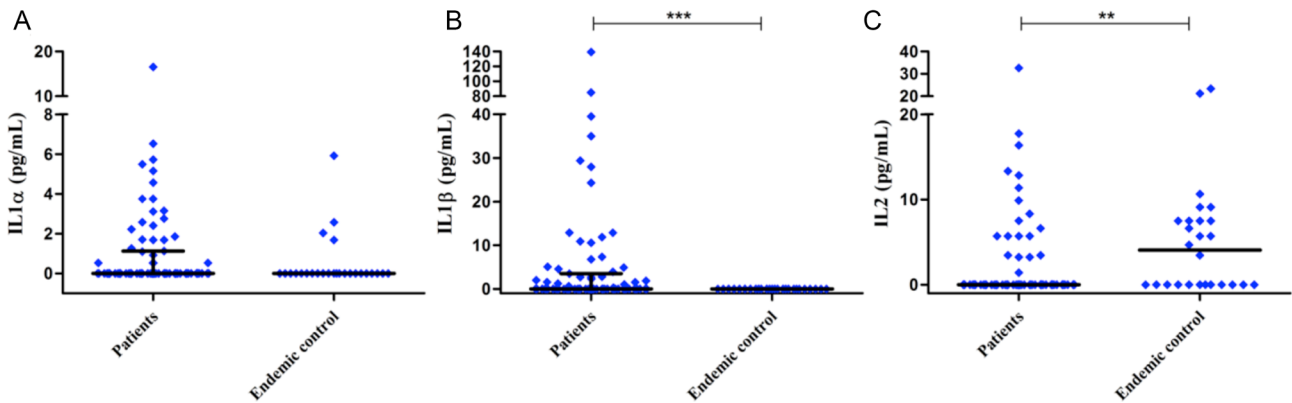 A
B
C
***
**
IL1α (pg/mL)
20
10
8
6
4
2
0
Patients
Endemic control
IL1β (pg/mL)
140
120
100
80
60
40
30
20
10
0
Patients
Endemic control
IL2 (pg/mL)
40
30
20
20
10
0
Patients
Endemic control